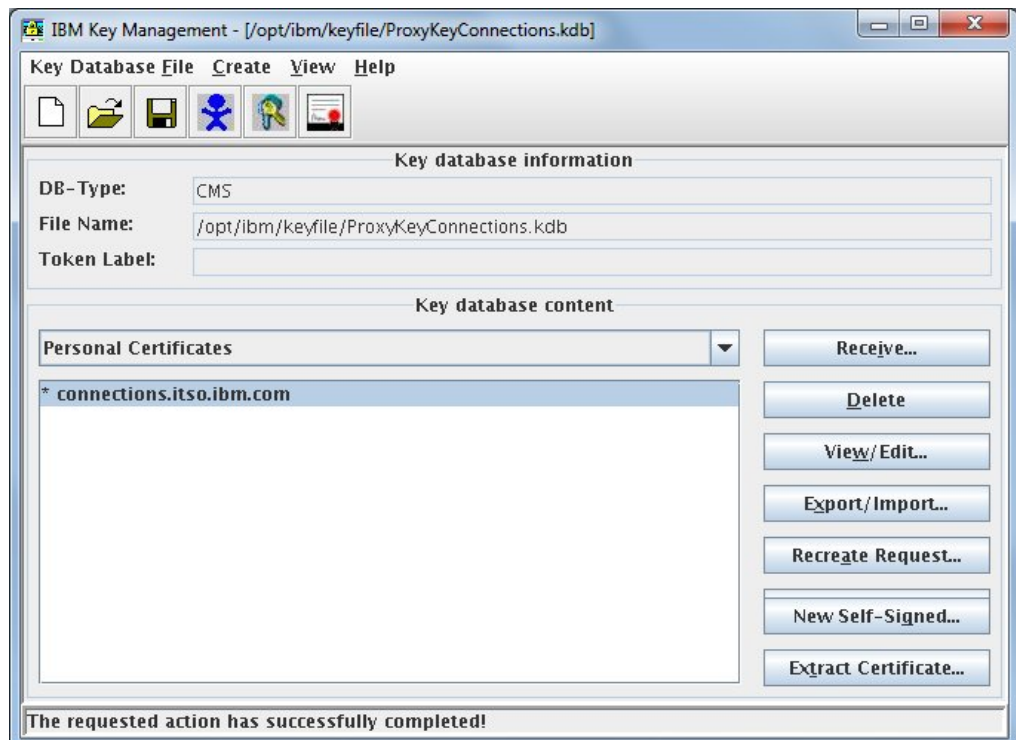 IBM Key Management - [/opt/ibm/keyfile/ProxyKeyConnections.kdb]
Key Database File Create View Help
Key database information
DB-Type: CMS
File Name: /opt/ibm/keyfile/ProxyKeyConnections.kdb
Token Label:
Key database content
Personal Certificates
Receive...
* connections.itso.ibm.com
Delete
View/Edit...
Export/Import...
Recreate Request...
New Self-Signed...
Extract Certificate...
The requested action has successfully completed!